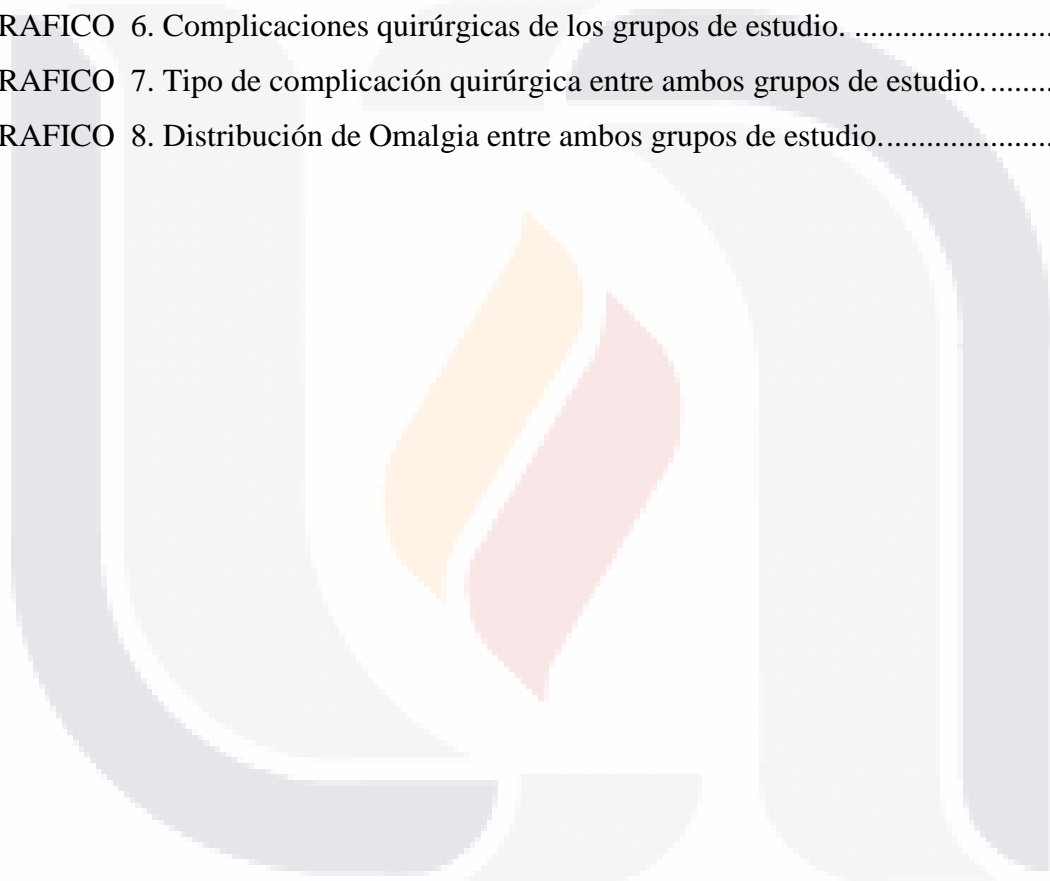 RAFICO 6. Complicaciones quirúrgicas de los grupos de estudio. ........................
RAFICO 7. Tipo de complicación quirúrgica entre ambos grupos de estudio. ........
RAFICO 8. Distribución de Omalgia entre ambos grupos de estudio. ....................